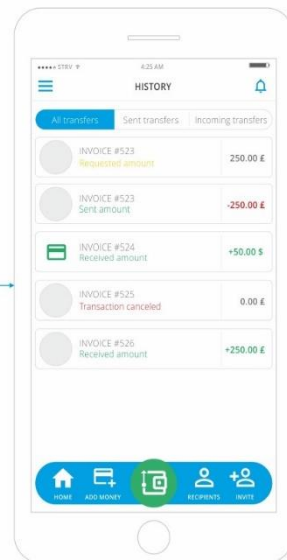 STRV
4:25 AM
HISTORY
All transfers Sent transfers Incoming transfers
INVOICE #523
Requested amount
250.00 £
INVOICE #523
Sent amount
-250.00 £
INVOICE #524
Received amount
+50.00 $
INVOICE #525
Transaction canceled
0.00 £
INVOICE #526
Received amount
+250.00 £
HOME ADD MONEY RECIPIENTS INVITE